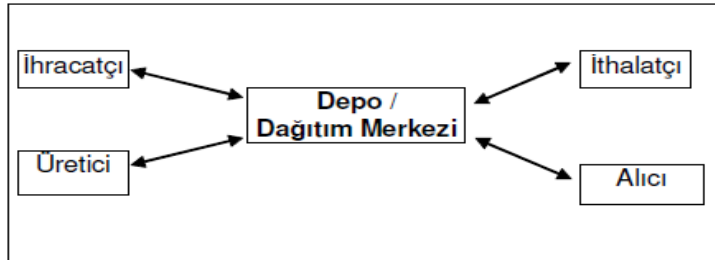 İhracatçı
İthalatçı
Depo /
Dağıtım Merkezi
Üretici
Alıcı